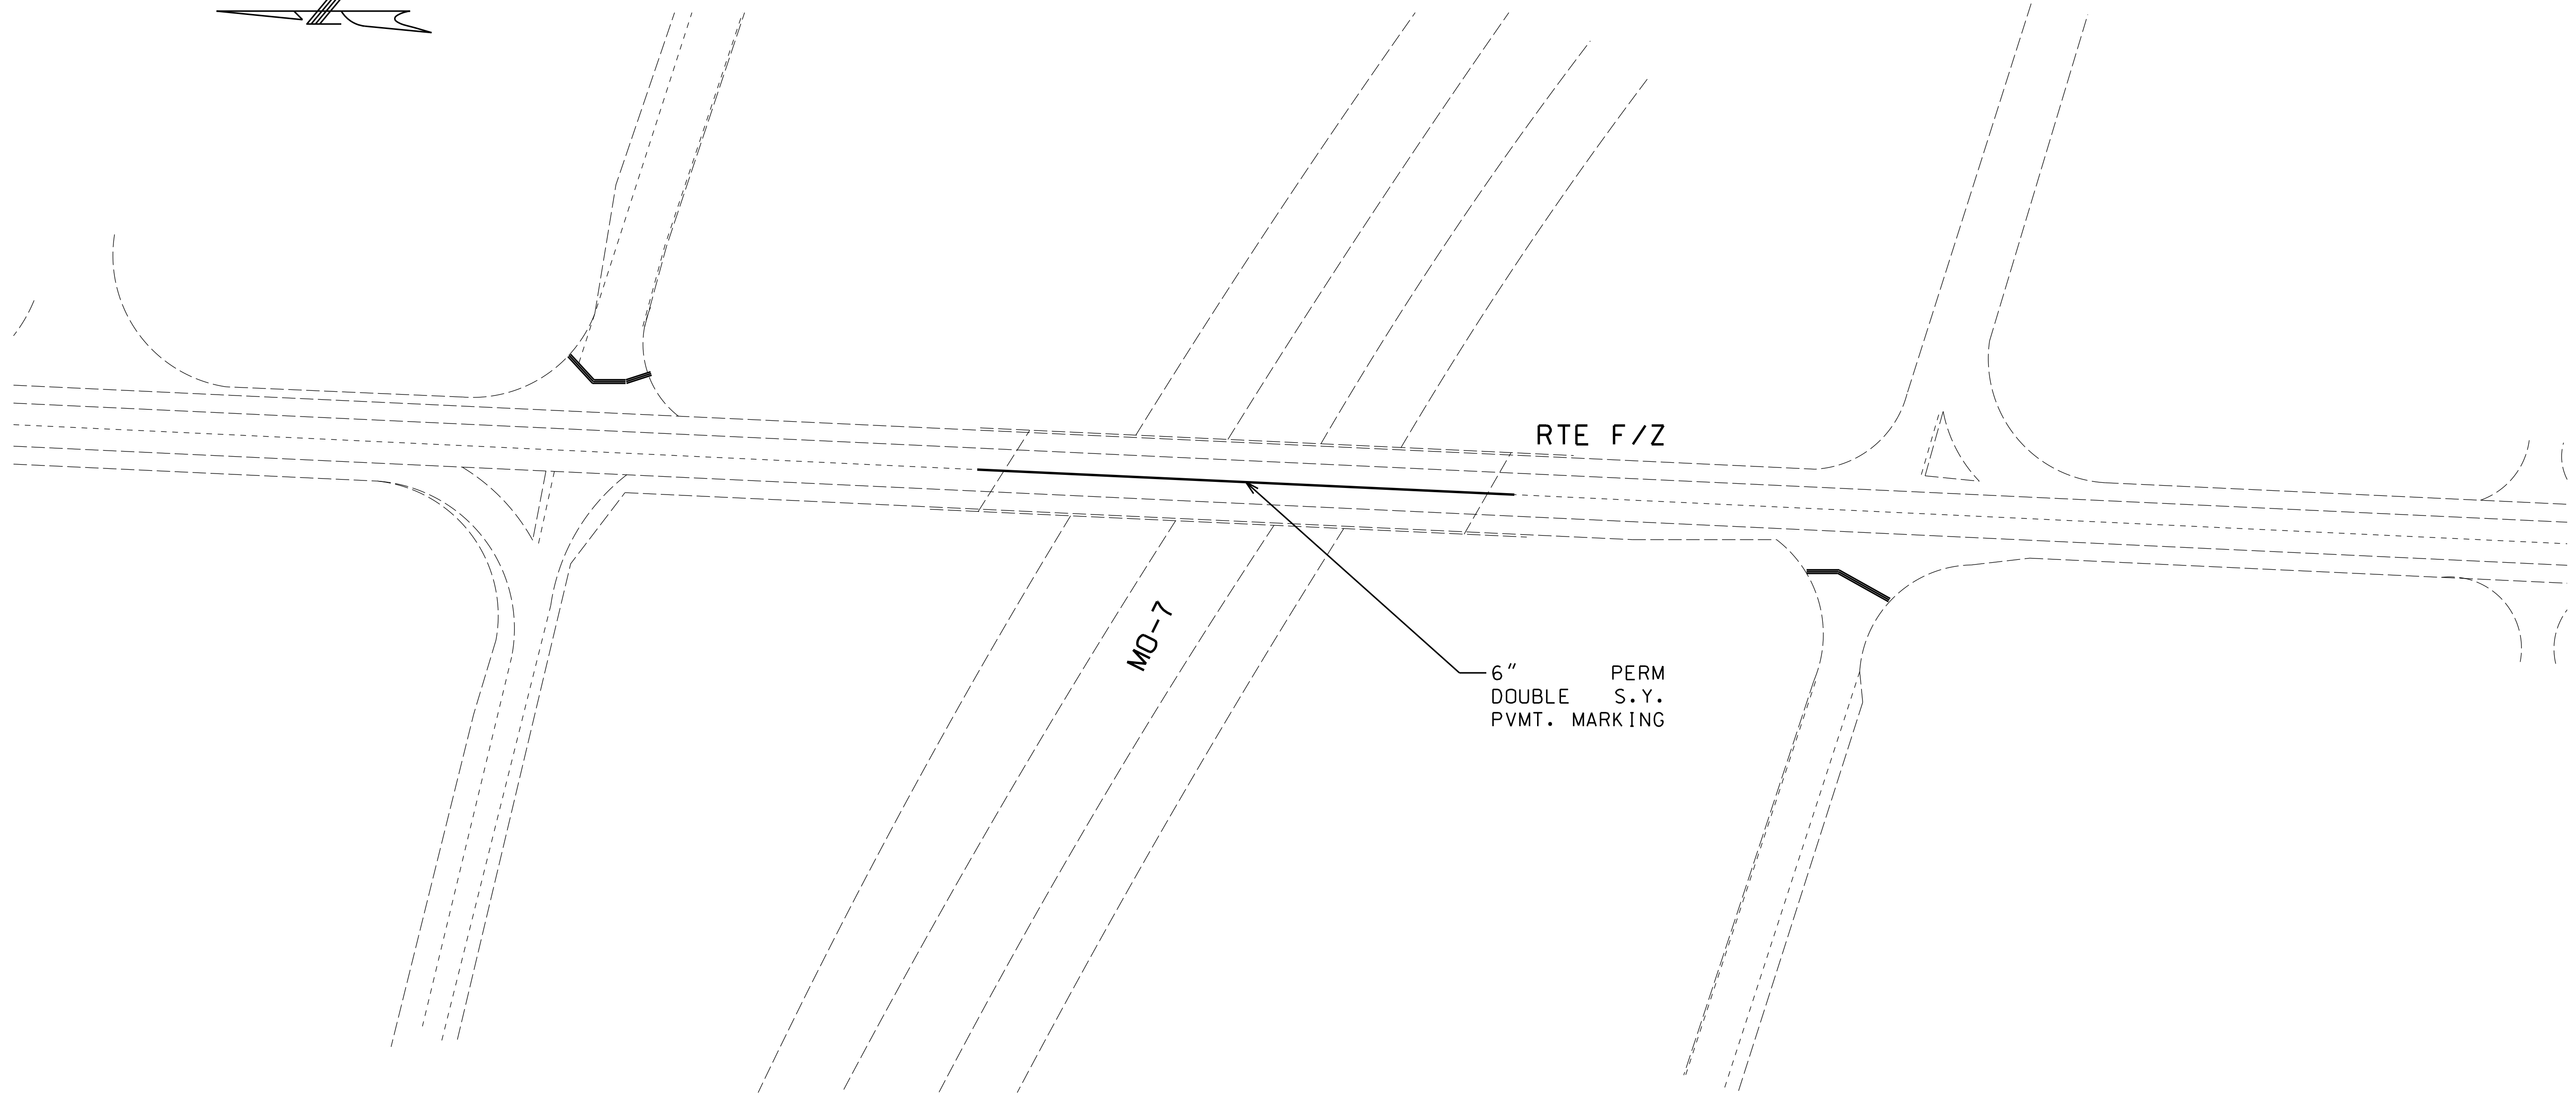 RTE F/Z
MO-7
6" PERM
DOUBLE S.Y.
PVMT. MARKING